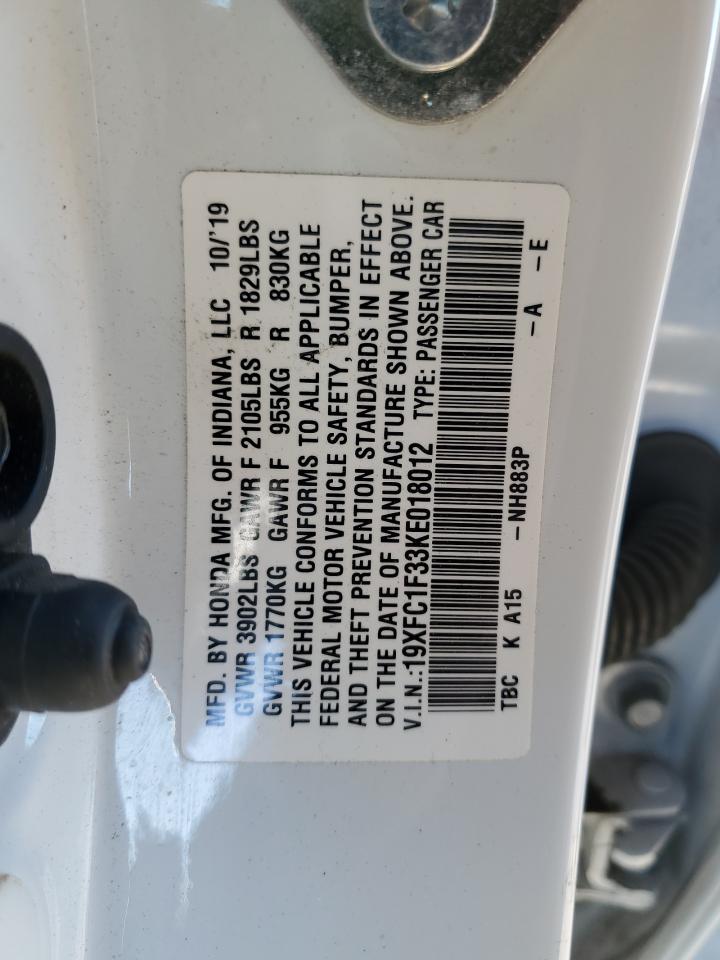 MFD. BY HONDA MFG. OF INDIANA, LLC 10/'19
GVWR 3902LBS GAWR F 2105LBS R 1829LBS
GVWR 1770KG GAWR F 955KG R 830KG
THIS VEHICLE CONFORMS TO ALL APPLICABLE
FEDERAL MOTOR VEHICLE SAFETY, BUMPER,
AND THEFT PREVENTION STANDARDS IN EFFECT
ON THE DATE OF MANUFACTURE SHOWN ABOVE.
V.I.N.:19XFC1F33KE018012 TYPE: PASSENGER CAR
TBC K A15 -NH883P -A -E